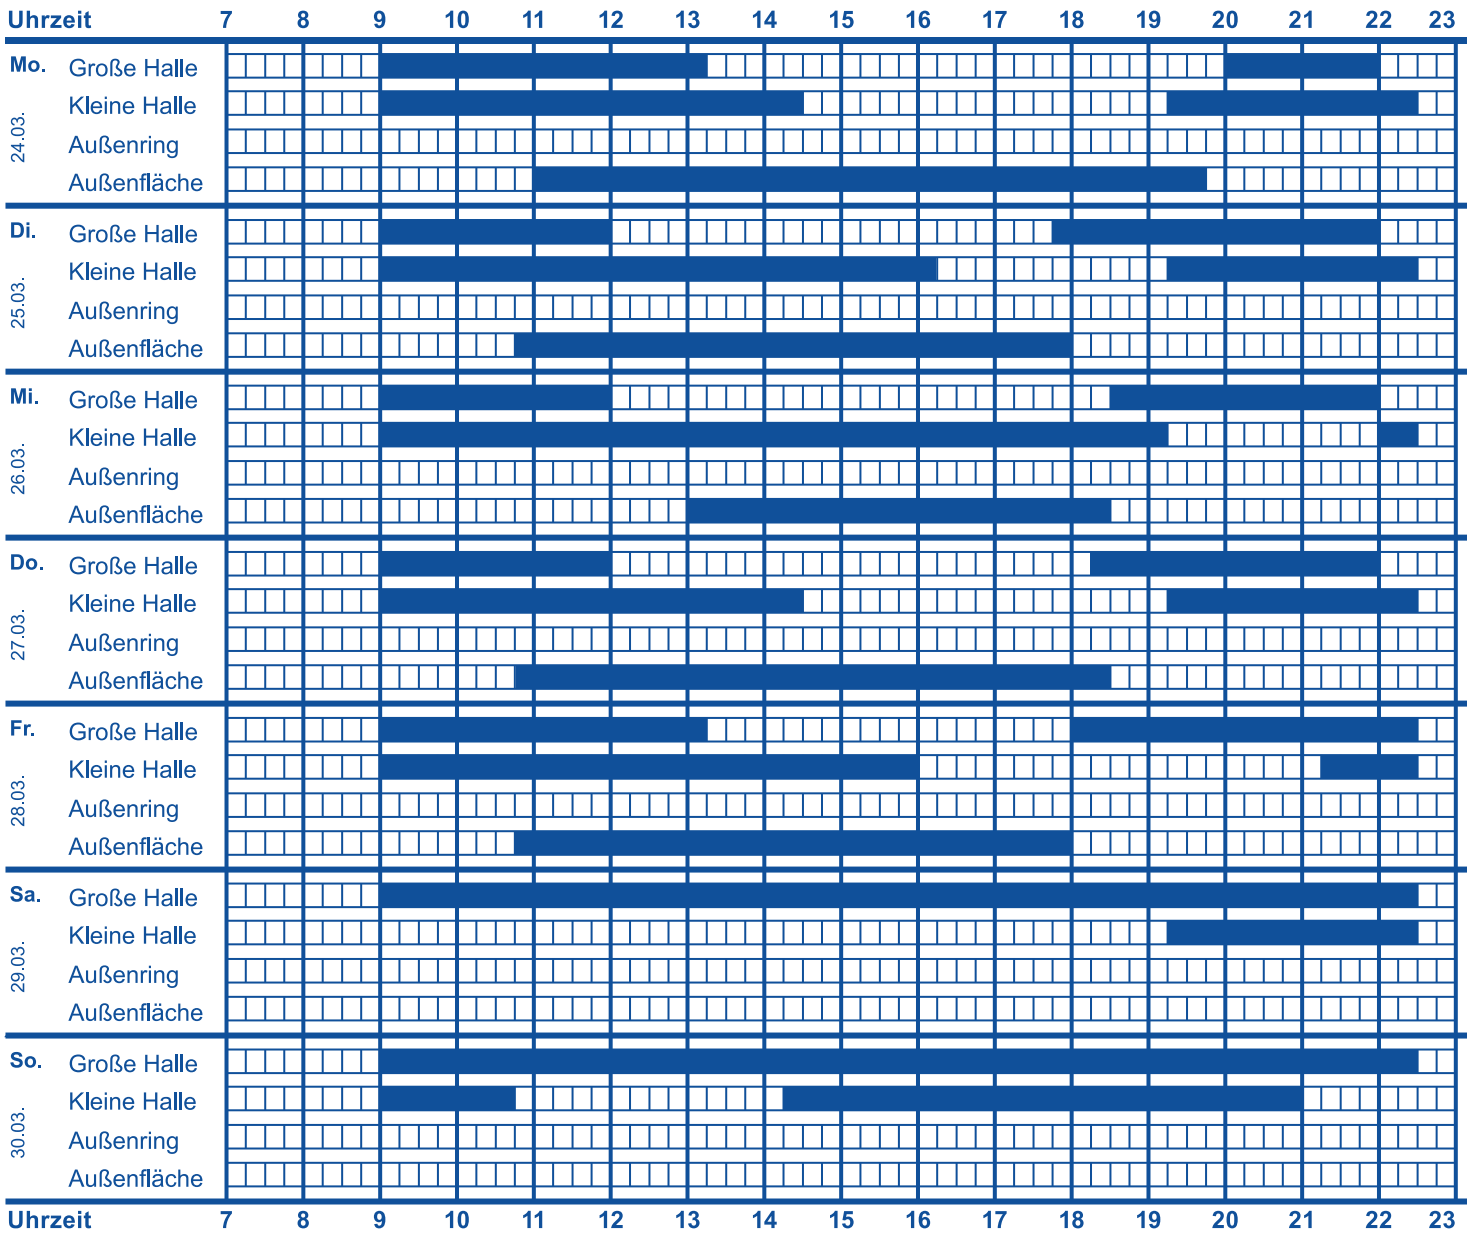 Uhrzeit 7 8 9 10 11 12 13 14 15 16 17 18 19 20 21 22 23
Mo. Große Halle
Kleine Halle
24.03.
Außenring
Außenfläche
Di. Große Halle
Kleine Halle
25.03.
Außenring
Außenfläche
Mi. Große Halle
Kleine Halle
26.03.
Außenring
Außenfläche
Do. Große Halle
Kleine Halle
27.03.
Außenring
Außenfläche
Fr. Große Halle
Kleine Halle
28.03.
Außenring
Außenfläche
Sa. Große Halle
Kleine Halle
29.03.
Außenring
Außenfläche
So. Große Halle
Kleine Halle
30.03.
Außenring
Außenfläche
Uhrzeit 7 8 9 10 11 12 13 14 15 16 17 18 19 20 21 22 23